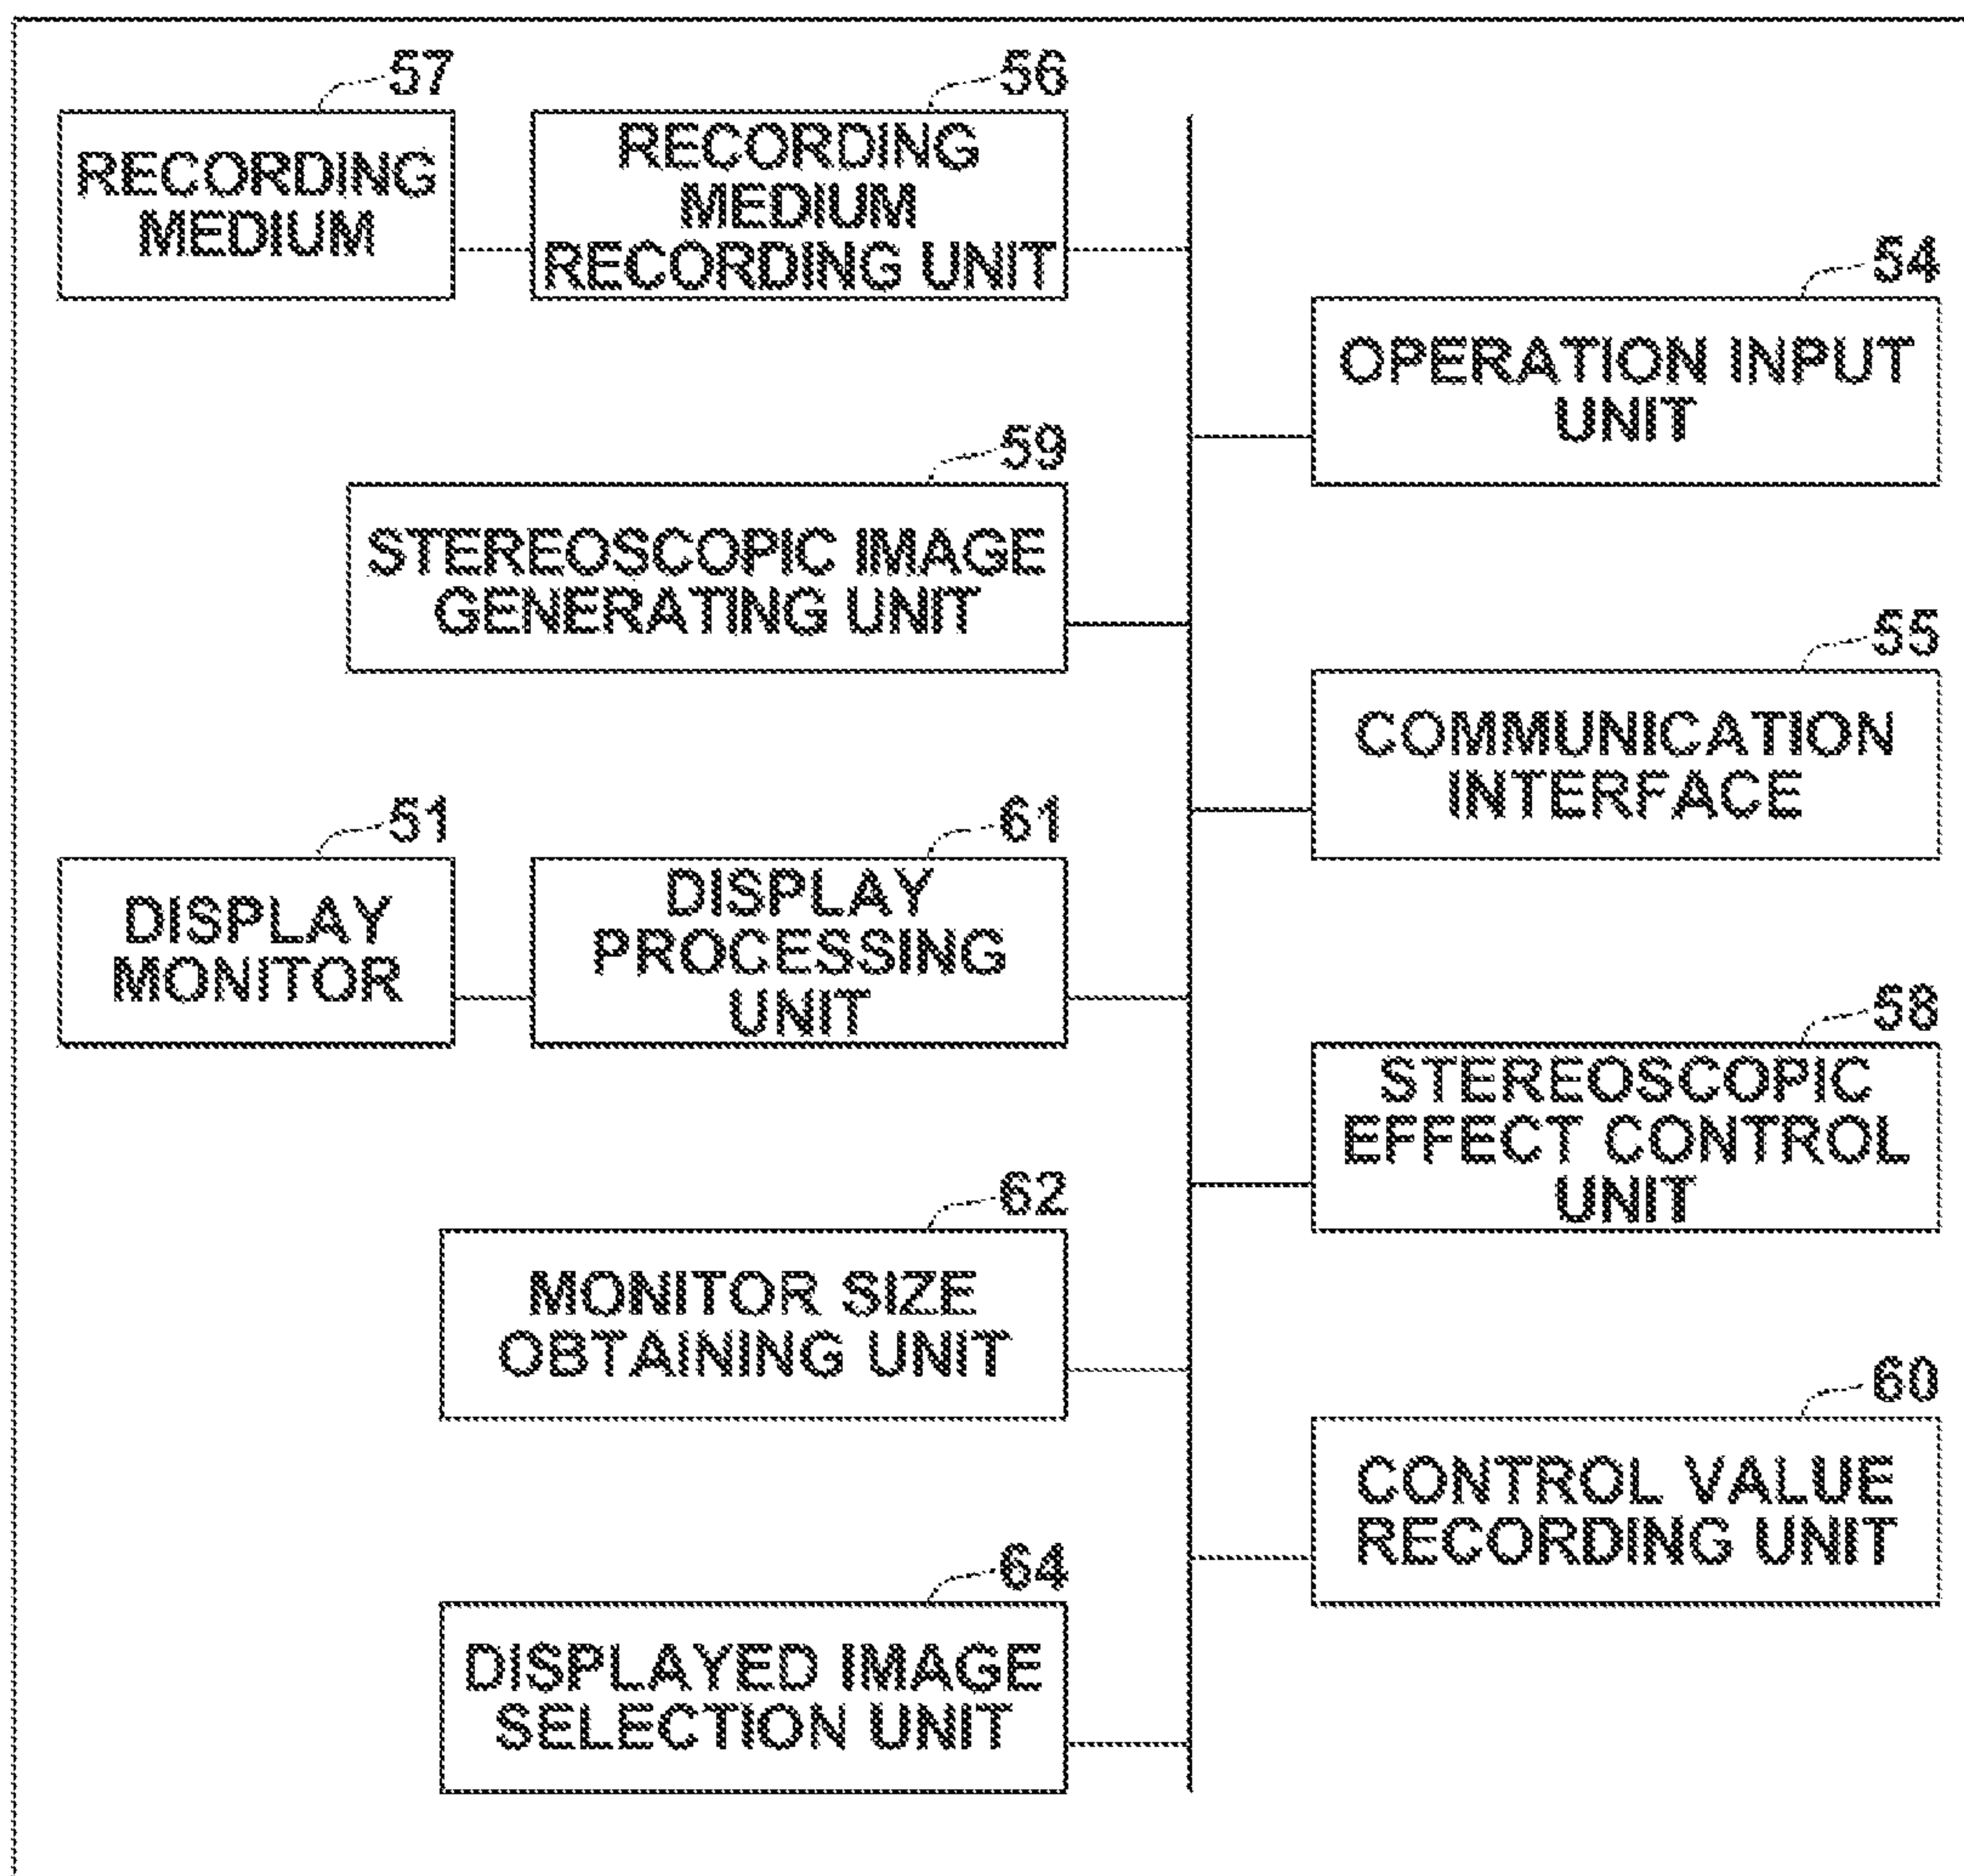 57
RECORDING
MEDIUM
56
RECORDING
MEDIUM
RECORDING UNIT
54
OPERATION INPUT
UNIT
59
STEREOSCOPIC IMAGE
GENERATING UNIT
55
COMMUNICATION
INTERFACE
51
DISPLAY
MONITOR
61
DISPLAY
PROCESSING
UNIT
58
STEREOSCOPIC
EFFECT CONTROL
UNIT
62
MONITOR SIZE
OBTAINING UNIT
60
CONTROL VALUE
RECORDING UNIT
64
DISPLAYED IMAGE
SELECTION UNIT